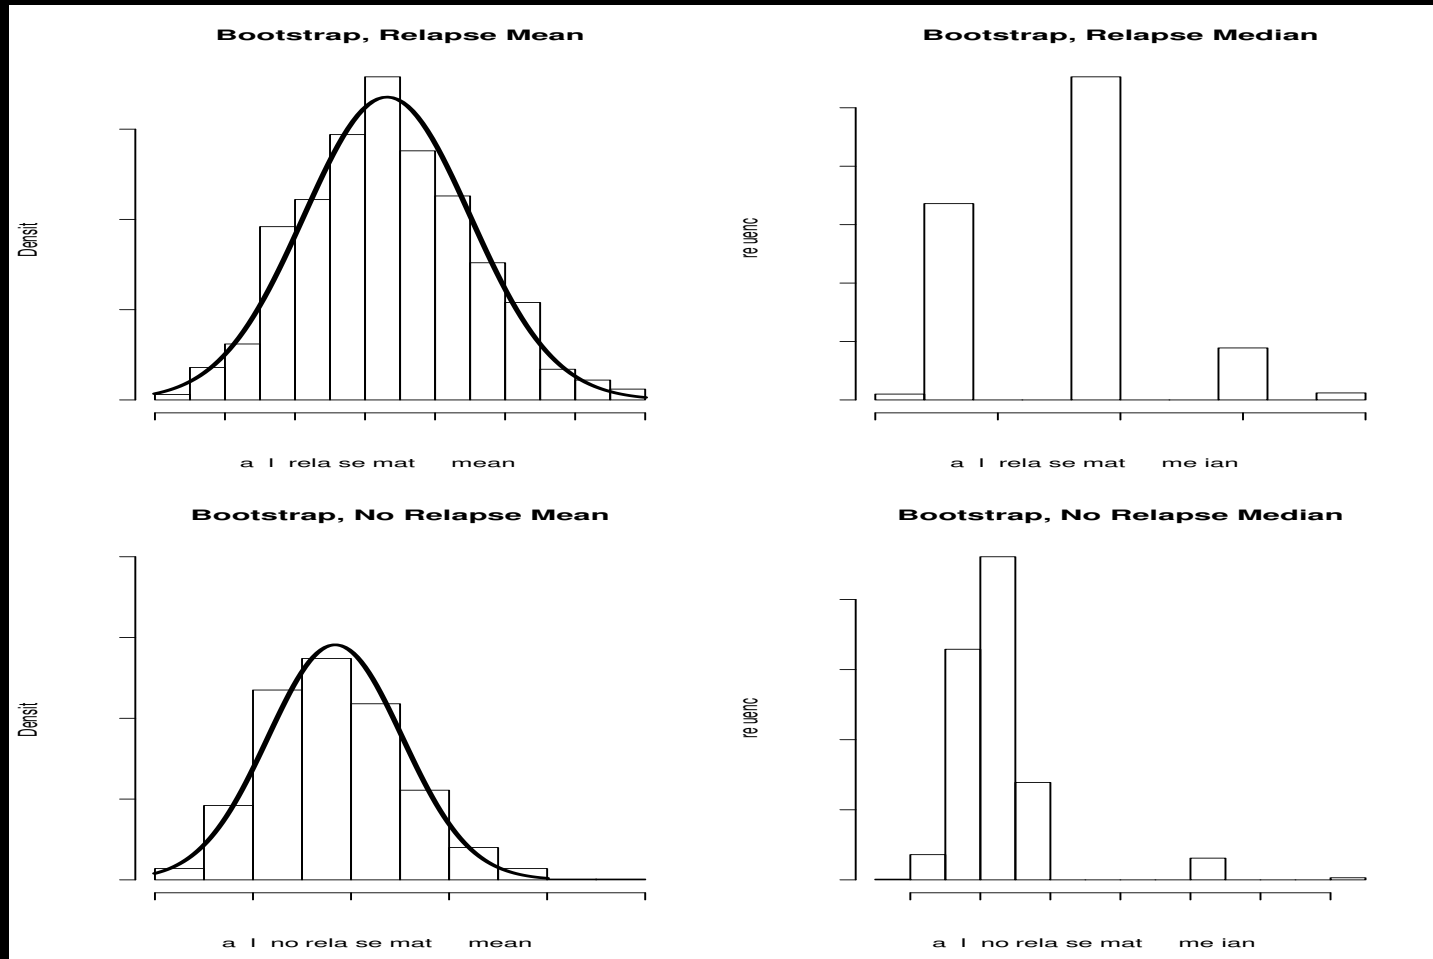 Bootstrap, Relapse Mean
Densit
a l rela se mat mean
Bootstrap, Relapse Median
re uenc
a l rela se mat me ian
Bootstrap, No Relapse Mean
Densit
a l no rela se mat mean
Bootstrap, No Relapse Median
re uenc
a l no rela se mat me ian